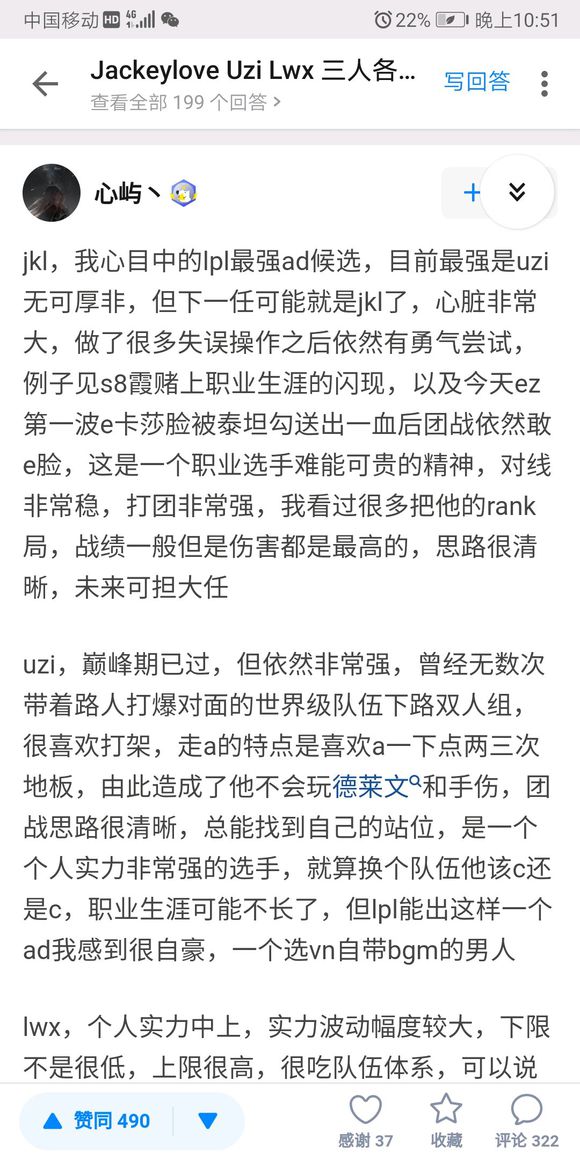 中国移动 HD 4G 22% 晚上10:51
Jackeylove Uzi Lwx 三人各...
写回答
查看全部 199 个回答 >
心屿丶
+
jkl，我心目中的lpl最强ad候选，目前最强是uzi
无可厚非，但下一任可能就是jkl了，心脏非常
大，做了很多失误操作之后依然有勇气尝试，
例子见s8霞赌上职业生涯的闪现，以及今天ez
第一波e卡莎脸被泰坦勾送出一血后团战依然敢
e脸，这是一个职业选手难能可贵的精神，对线
非常稳，打团非常强，我看过很多把他的rank
局，战绩一般但是伤害都是最高的，思路很清
晰，未来可担大任
uzi，巅峰期已过，但依然非常强，曾经无数次
带着路人打爆对面的世界级队伍下路双人组，
很喜欢打架，走a的特点是喜欢a一下点两三次
地板，由此造成了他不会玩德莱文和手伤，团
战思路很清晰，总能找到自己的站位，是一个
个人实力非常强的选手，就算换个队伍他该c还
是c，职业生涯可能不长了，但lpl能出这样一个
ad我感到很自豪，一个选vn自带bgm的男人
lwx，个人实力中上，实力波动幅度较大，下限
不是很低，上限很高，很吃队伍体系，可以说
赞同 490
感谢 37
收藏
评论 322